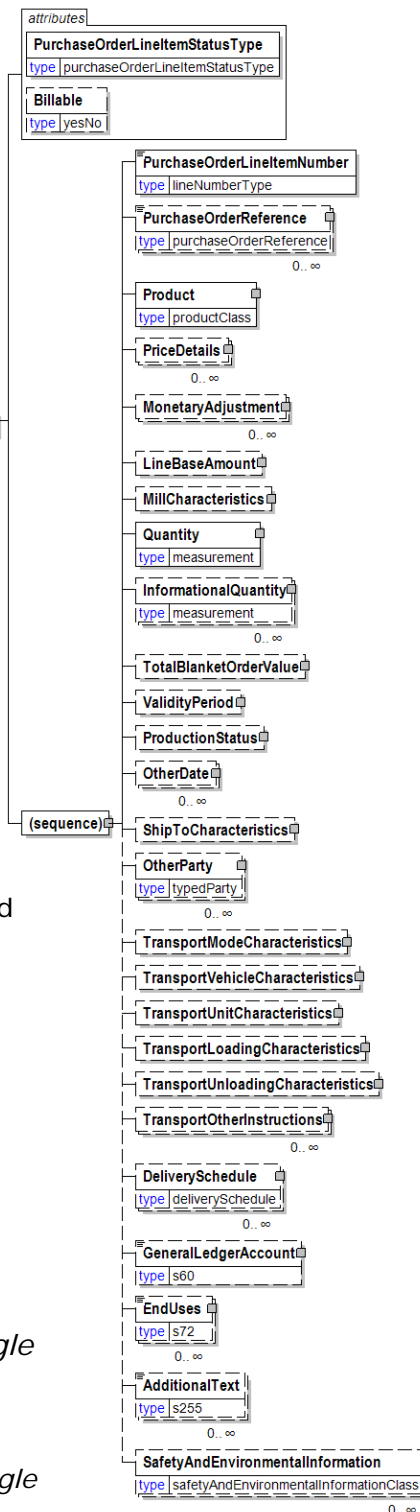 attributes
PurchaseOrderLineItemStatusType
type purchaseOrderLineItemStatusType
Billable
type yesNo
PurchaseOrderLineItemNumber
type lineNumberType
PurchaseOrderReference
type purchaseOrderReference
0.. ∞
Product
type productClass
PriceDetails
0.. ∞
MonetaryAdjustment
0.. ∞
LineBaseAmount
MillCharacteristics
Quantity
type measurement
InformationalQuantity
type measurement
0.. ∞
TotalBlanketOrderValue
ValidityPeriod
ProductionStatus
OtherDate
0.. ∞
(sequence)
ShipToCharacteristics
OtherParty
type typedParty
0.. ∞
d
TransportModeCharacteristics
TransportVehicleCharacteristics
TransportUnitCharacteristics
TransportLoadingCharacteristics
TransportUnloadingCharacteristics
TransportOtherInstructions
0.. ∞
DeliverySchedule
type deliverySchedule
0.. ∞
GeneralLedgerAccount
type s60
EndUses
type s72
gle
0.. ∞
AdditionalText
type s255
0.. ∞
SafetyAndEnvironmentalInformation
gle
type safetyAndEnvironmentalInformationClass
0.. ∞